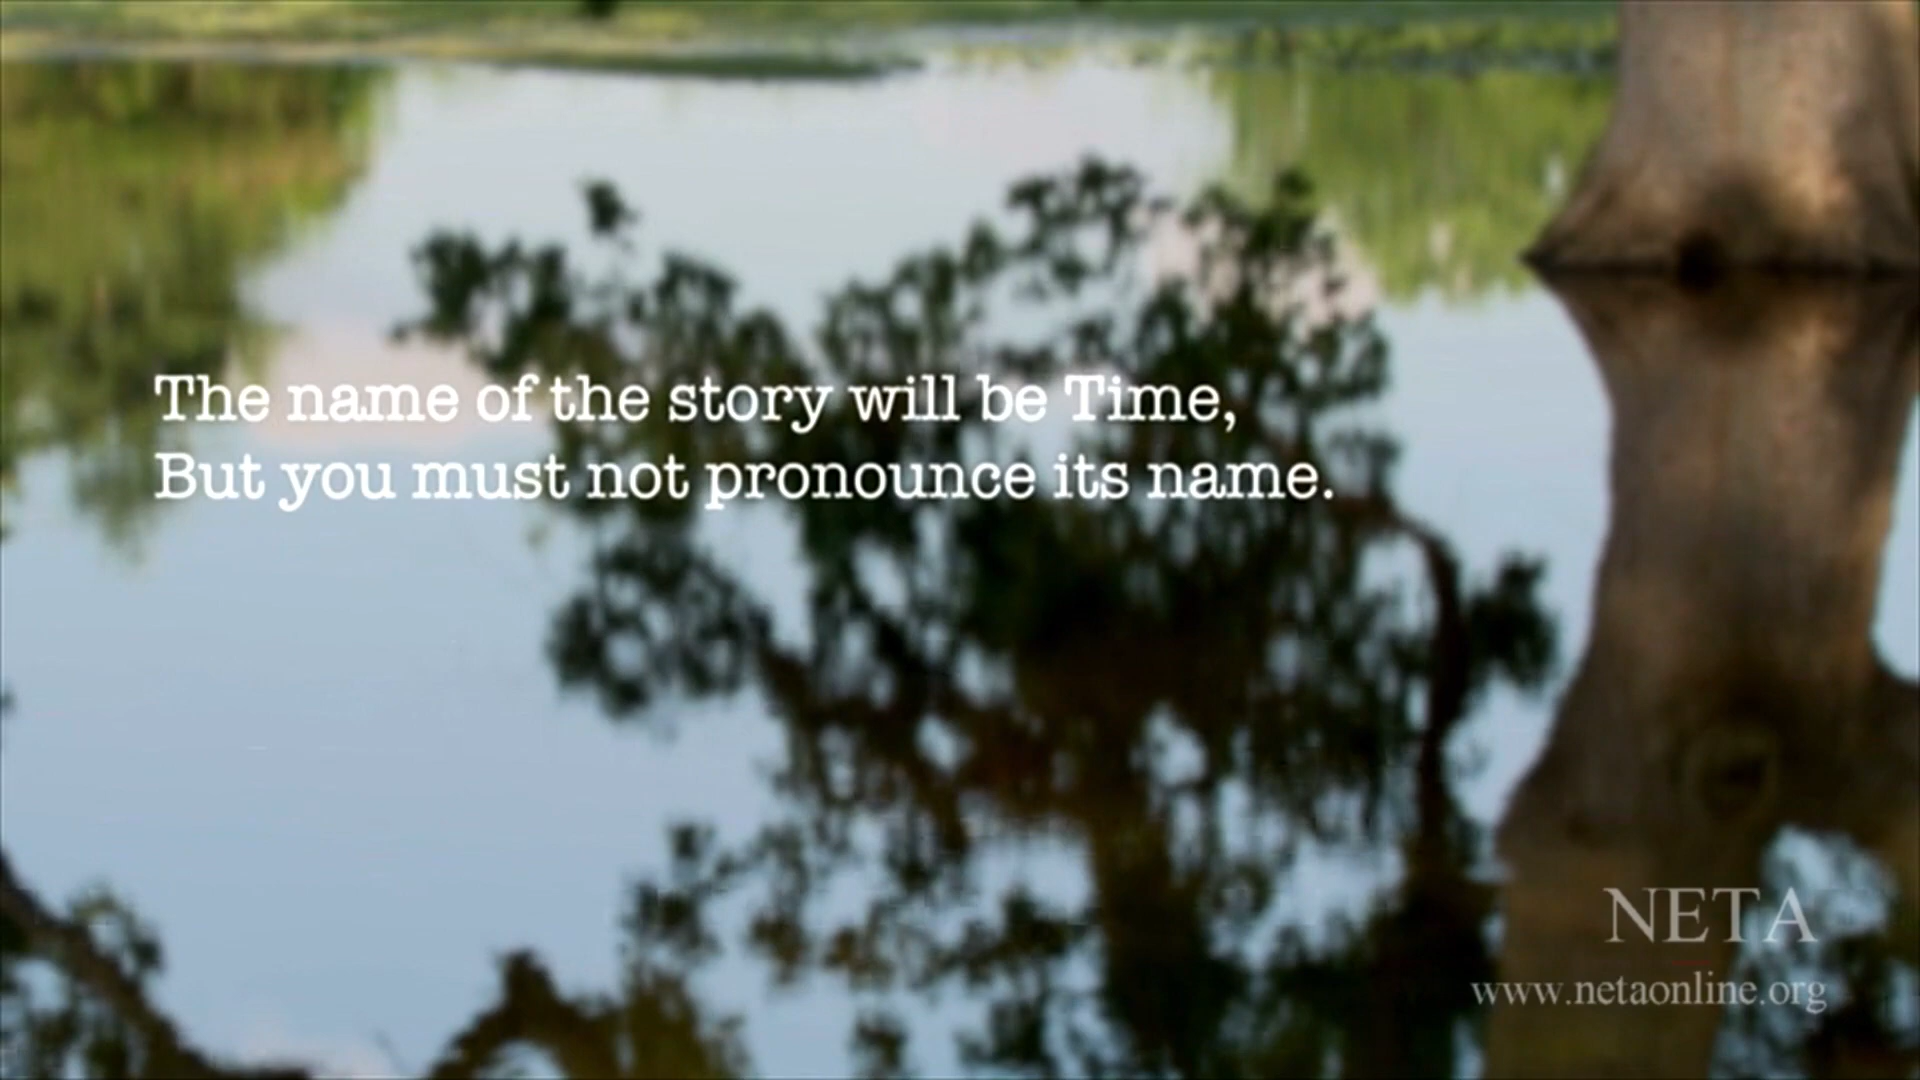 The name of the story will be Time,
But you must not pronounce its name.
NETA
www.netaonline.org